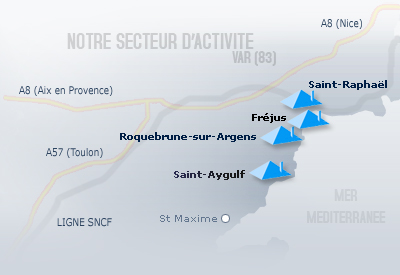 A8 (Nice)
NOTRE SECTEUR D'ACTIVITE
VAR (83)
Saint-Raphaël
A8 (Aix en Provence)
Fréjus
Roquebrune-sur-Argens
A57 (Toulon)
Saint-Aygulf
MER
MEDITERRANEE
St Maxime
LIGNE SNCF